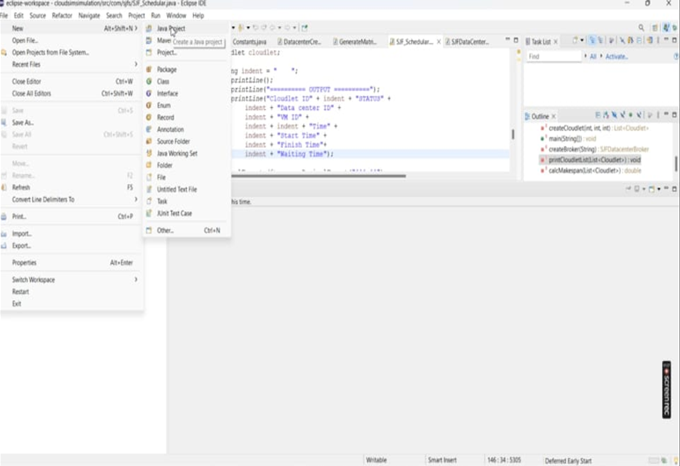 eclipse-workspace - cloudsimsimulation/src/com/sjfs/SJF_Schedular.java - Eclipse IDE
File Edit Source Refactor Navigate Search Project Run Window Help
New Alt+Shift+N >
Open File...
Open Projects from File System...
Recent Files >
Close Editor Ctrl+W
Close All Editors Ctrl+Shift+W
Save Ctrl+S
Save As...
Save All Ctrl+Shift+S
Revert
Move...
Rename... F2
Refresh F5
Convert Line Delimiters To >
Print... Ctrl+P
Import...
Export...
Properties Alt+Enter
Switch Workspace >
Restart
Exit
Java Project
Create a Java project
Project...
Package
Class
Interface
Enum
Record
Annotation
Source Folder
Java Working Set
Folder
File
Untitled Text File
Task
JUnit Test Case
Other... Ctrl+N
Constants.java DatacenterCre... GenerateMatri... SJF_Schedular... SJFDataCenter...
dlet cloudlet;
ng indent = "    ";
printLine();
printLine("========== OUTPUT ==========");
printLine("Cloudlet ID" + indent + "STATUS" +
indent + "Data center ID" +
indent + "VM ID" +
indent + indent + "Time" +
indent + "Start Time" +
indent + "Finish Time"+
indent + "Waiting Time");
Task List
Find All Activate...
Outline
createCloudlet(int, int, int) : List<Cloudlet>
main(String[]) : void
createBroker(String) : SJFDatacenterBroker
printCloudletList(List<Cloudlet>) : void
calcMakespan(List<Cloudlet>) : double
his time.
screenrec
Writable Smart Insert 146 : 34 : 5305 Deferred Early Start